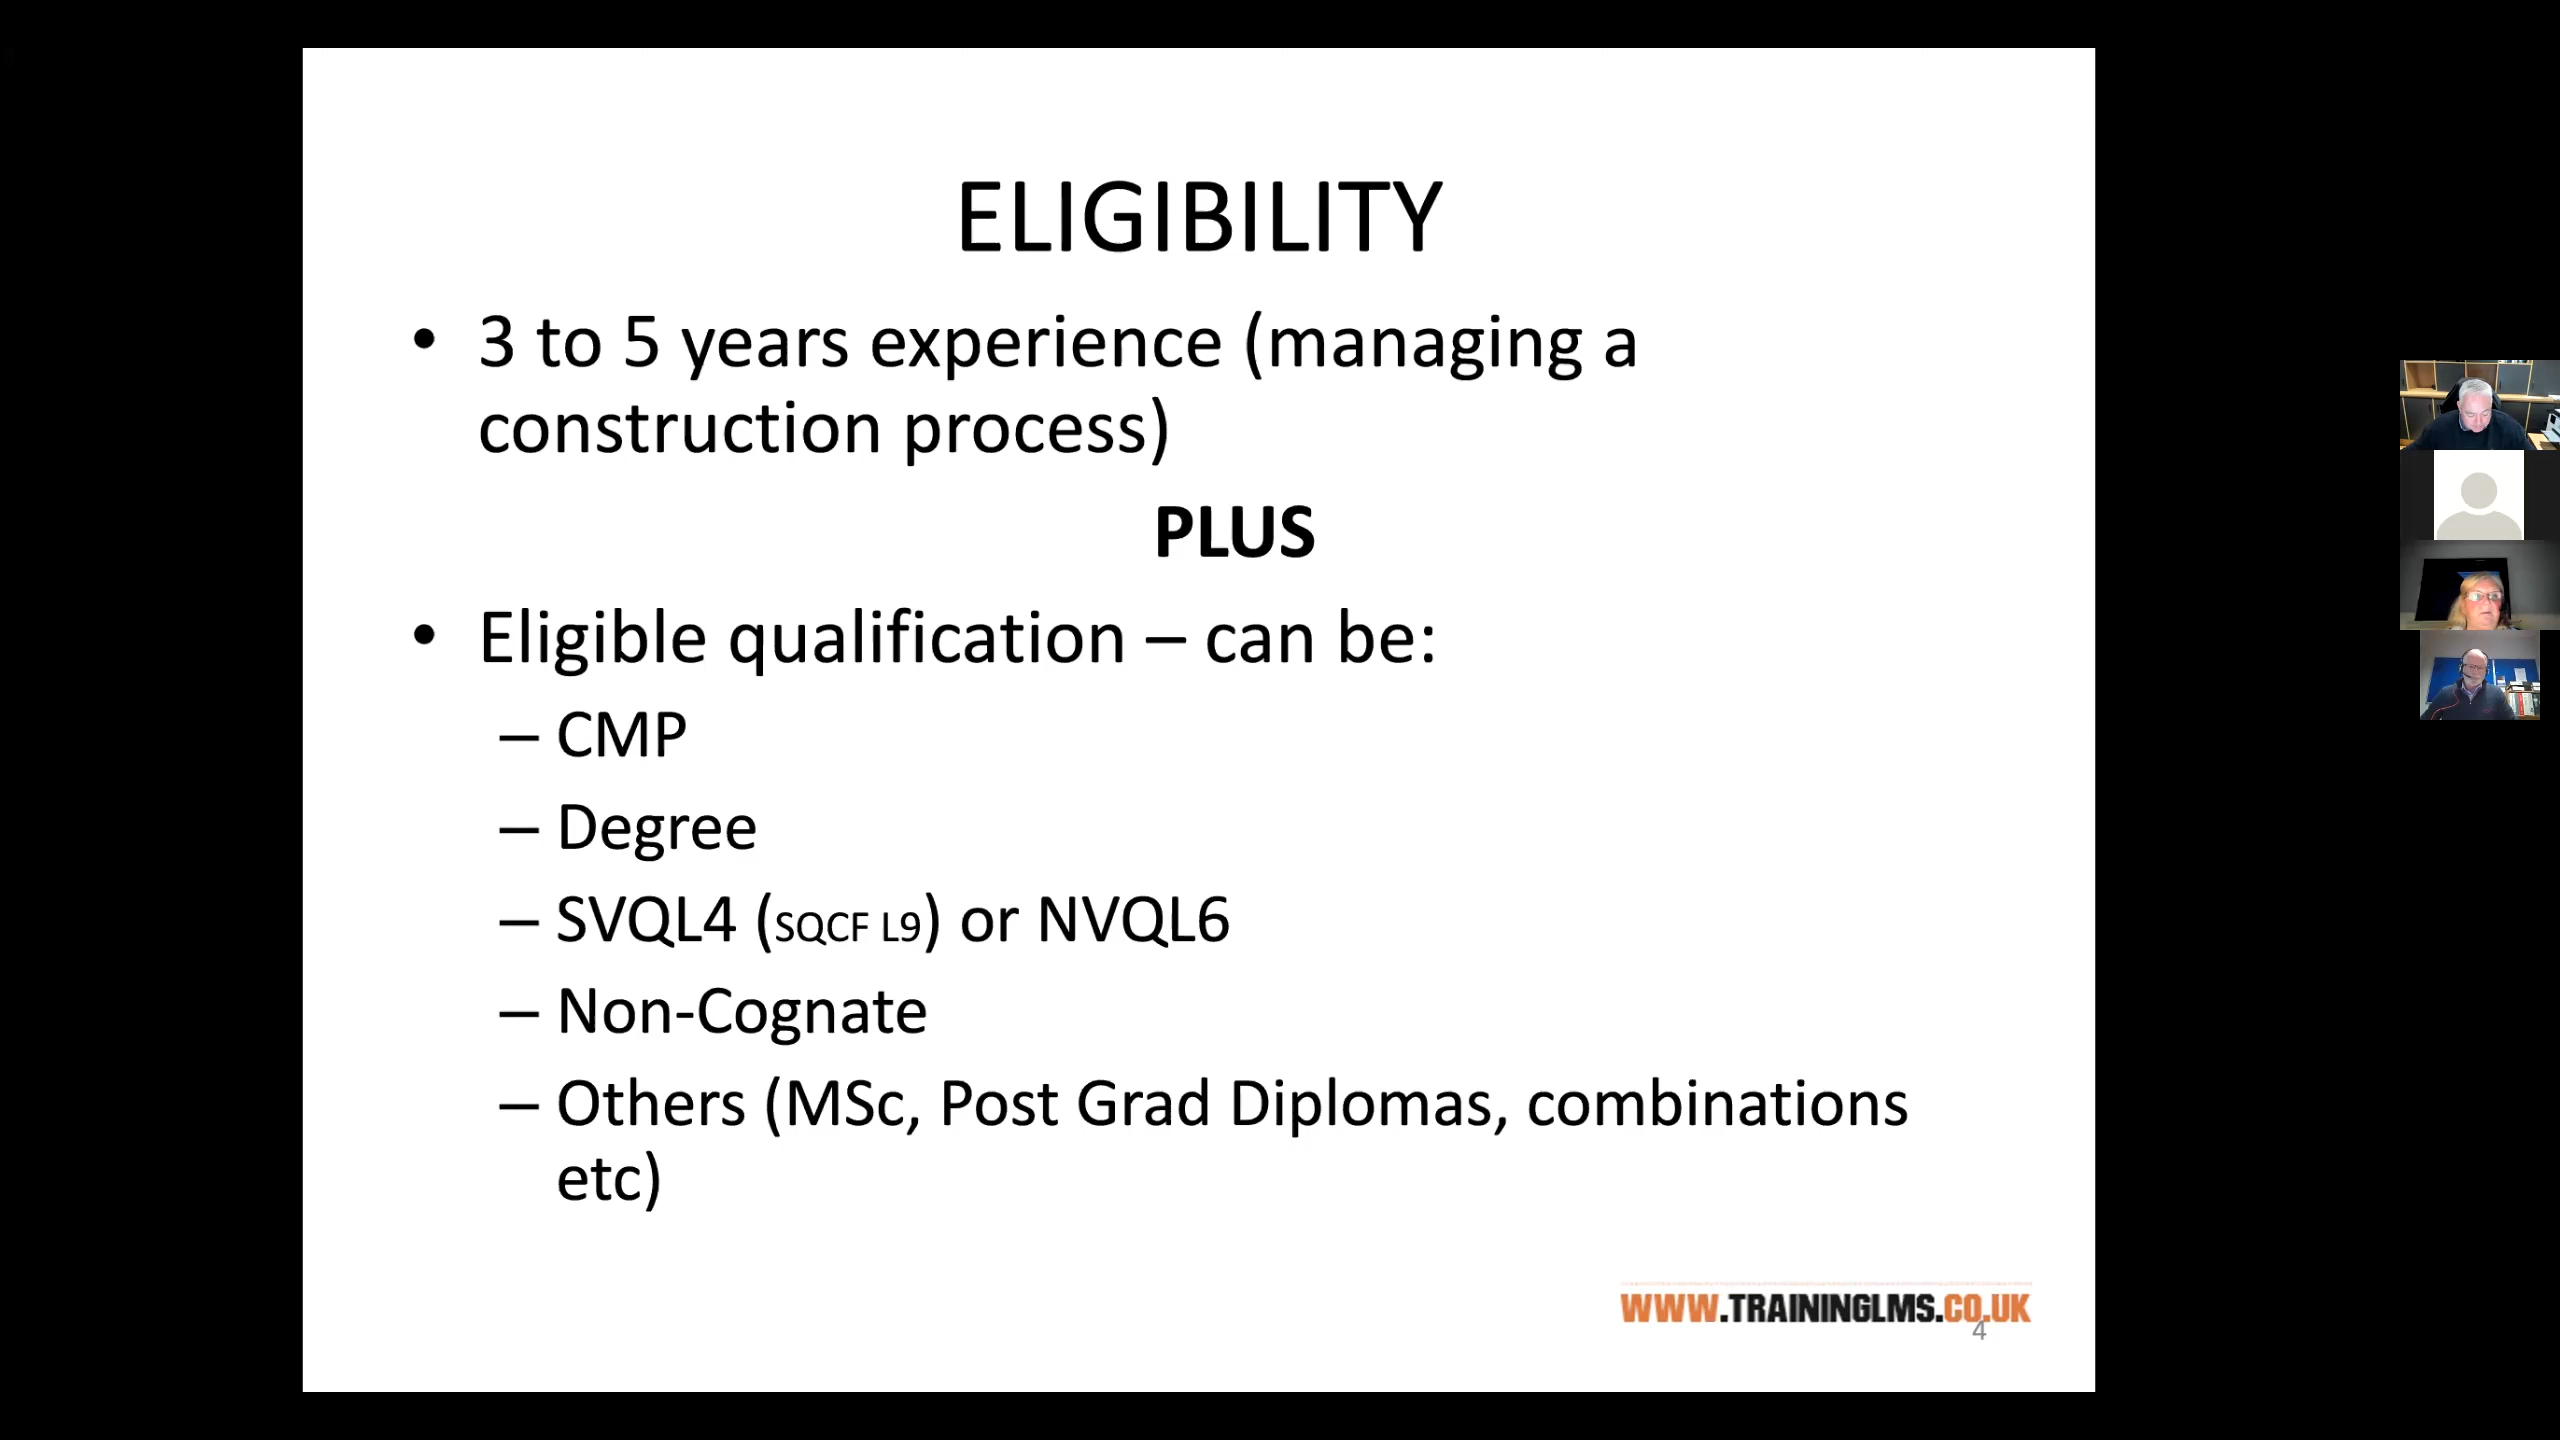 ELIGIBILITY
• 3 to 5 years experience (managing a
construction process)
PLUS
• Eligible qualification – can be:
– CMP
– Degree
– SVQL4 (SQCF L9) or NVQL6
– Non-Cognate
– Others (MSc, Post Grad Diplomas, combinations
etc)
WWW.TRAININGLMS.CO.UK
4